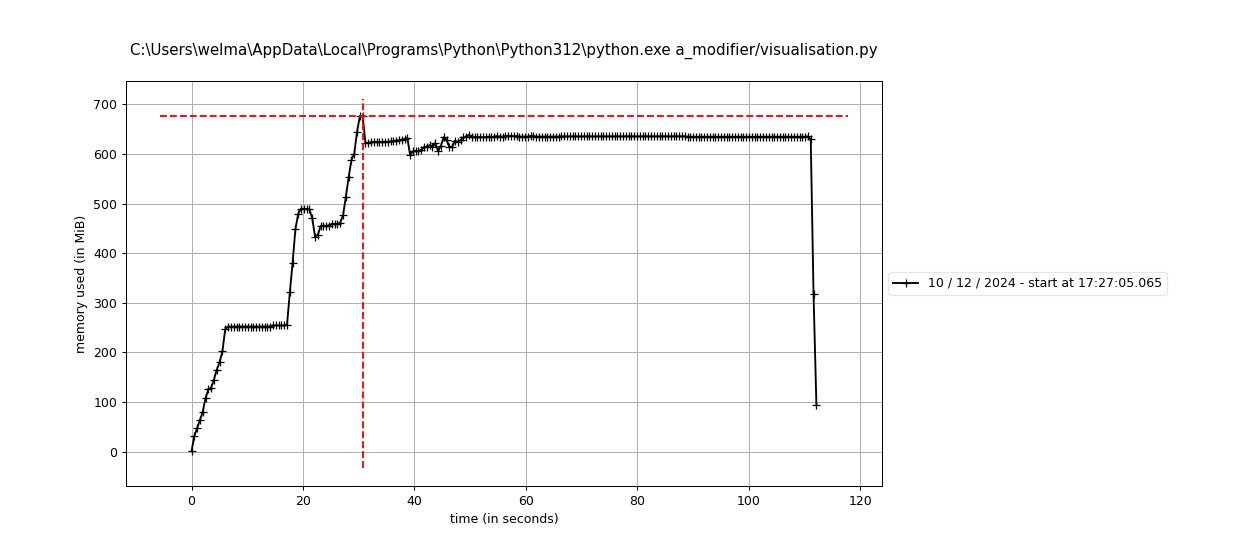 C:\Users\welma\AppData\Local\Programs\Python\Python312\python.exe a_modifier/visualisation.py
700
600
500
400
300
200
100
0
memory used (in MiB)
10 / 12 / 2024 - start at 17:27:05.065
0 20 40 60 80 100 120
time (in seconds)